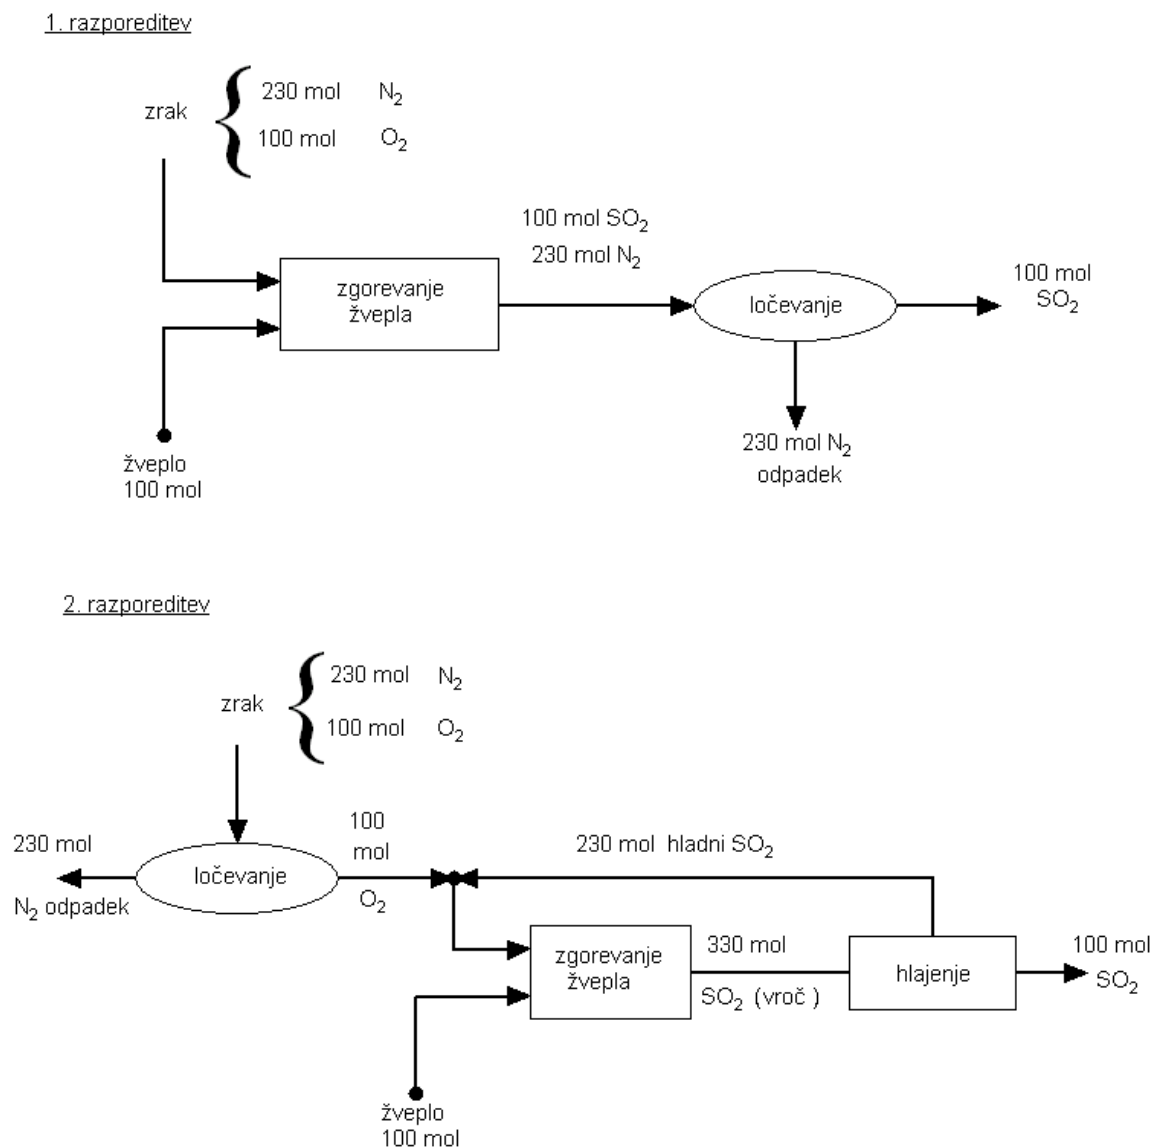 1. razporeditev
zrak
230 mol N2
100 mol O2
100 mol SO2
230 mol N2
zgorevanje
žvepla
ločevanje
100 mol
SO2
230 mol N2
odpadek
žveplo
100 mol
2. razporeditev
zrak
230 mol N2
100 mol O2
230 mol
N2 odpadek
ločevanje
100
mol
O2
230 mol hladni SO2
zgorevanje
žvepla
330 mol
SO2 (vroč )
hlajenje
100 mol
SO2
žveplo
100 mol